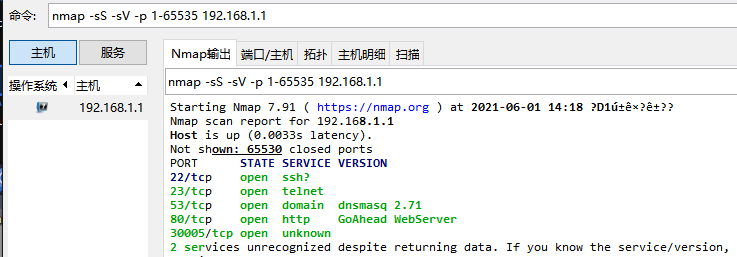 命令: nmap -sS -sV -p 1-65535 192.168.1.1
主机 服务
Nmap输出 端口/主机 拓扑 主机明细 扫描
操作系统 主机
nmap -sS -sV -p 1-65535 192.168.1.1
192.168.1.1
Starting Nmap 7.91 ( https://nmap.org ) at 2021-06-01 14:18 ?D1ú±ê×?ê±??
Nmap scan report for 192.168.1.1
Host is up (0.0033s latency).
Not shown: 65530 closed ports
PORT STATE SERVICE VERSION
22/tcp open ssh?
23/tcp open telnet
53/tcp open domain dnsmasq 2.71
80/tcp open http GoAhead WebServer
30005/tcp open unknown
2 services unrecognized despite returning data. If you know the service/version,